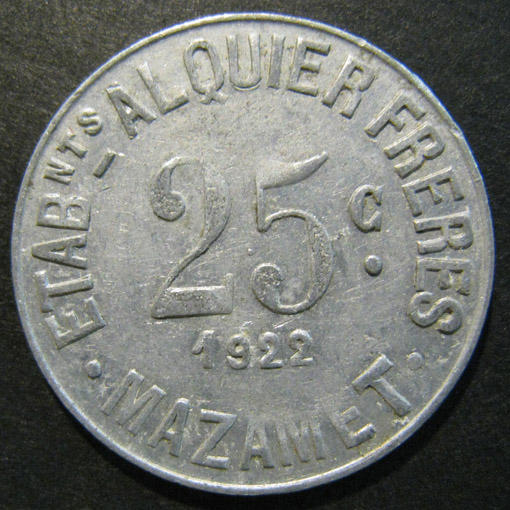 ETABNTS ALQUIER FRERES
25 C.
1922
MAZAMET